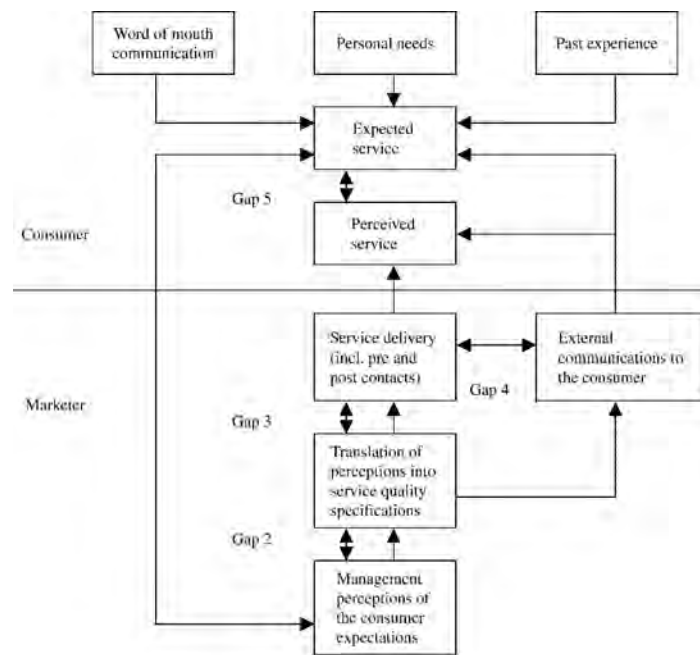 Word of mouth
communication
Personal needs
Past experience
Expected
service
Gap 5
Consumer
Perceived
service
Service delivery
(incl. pre and
post contacts)
External
communications to
the consumer
Gap 4
Marketer
Gap 3
Translation of
perceptions into
service quality
specifications
Gap 2
Management
perceptions of
the consumer
expectations